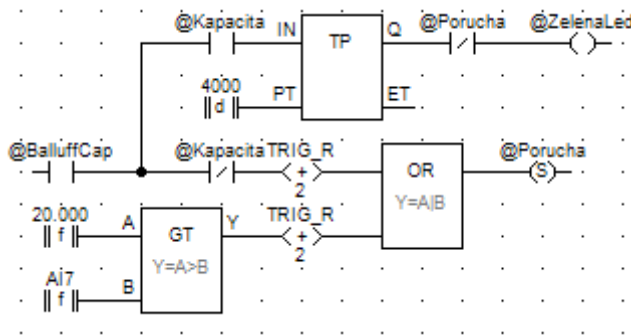 @Kapacita IN TP Q @Porucha @ZelenaLed
4000
d PT ET
@BalluffCap @Kapacita TRIG_R OR @Porucha
+ S
2 Y=A|B
20.000 A GT Y TRIG_R
f +
Y=A>B 2
AI7 B
f